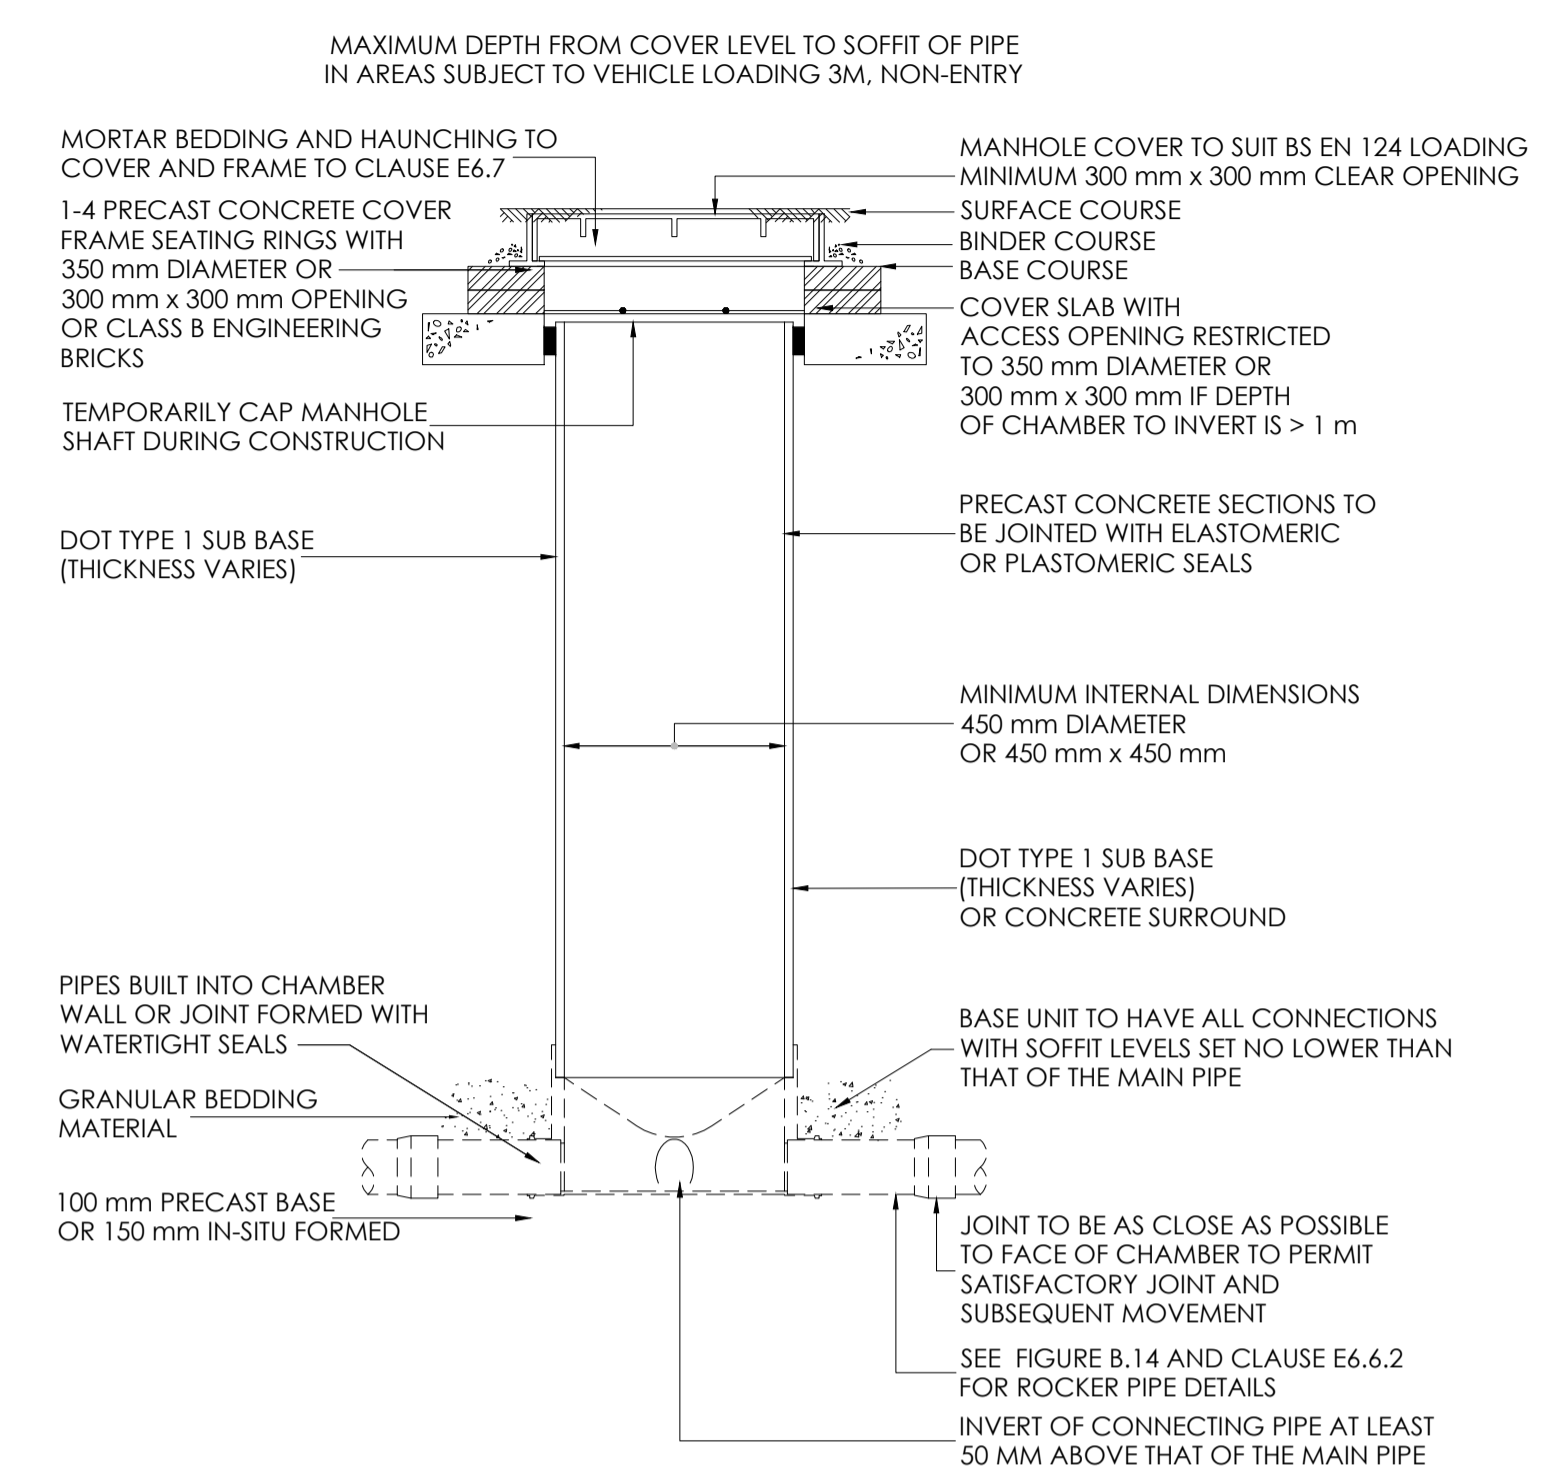 MAXIMUM DEPTH FROM COVER LEVEL TO SOFFIT OF PIPE
IN AREAS SUBJECT TO VEHICLE LOADING 3M, NON-ENTRY
MORTAR BEDDING AND HAUNCHING TO
COVER AND FRAME TO CLAUSE E6.7
1-4 PRECAST CONCRETE COVER
FRAME SEATING RINGS WITH
350 mm DIAMETER OR
300 mm x 300 mm OPENING
OR CLASS B ENGINEERING
BRICKS
TEMPORARILY CAP MANHOLE
SHAFT DURING CONSTRUCTION
DOT TYPE 1 SUB BASE
(THICKNESS VARIES)
PIPES BUILT INTO CHAMBER
WALL OR JOINT FORMED WITH
WATERTIGHT SEALS
GRANULAR BEDDING
MATERIAL
100 mm PRECAST BASE
OR 150 mm IN-SITU FORMED
MANHOLE COVER TO SUIT BS EN 124 LOADING
MINIMUM 300 mm x 300 mm CLEAR OPENING
SURFACE COURSE
BINDER COURSE
BASE COURSE
COVER SLAB WITH
ACCESS OPENING RESTRICTED
TO 350 mm DIAMETER OR
300 mm x 300 mm IF DEPTH
OF CHAMBER TO INVERT IS > 1 m
PRECAST CONCRETE SECTIONS TO
BE JOINTED WITH ELASTOMERIC
OR PLASTOMERIC SEALS
MINIMUM INTERNAL DIMENSIONS
450 mm DIAMETER
OR 450 mm x 450 mm
DOT TYPE 1 SUB BASE
(THICKNESS VARIES)
OR CONCRETE SURROUND
BASE UNIT TO HAVE ALL CONNECTIONS
WITH SOFFIT LEVELS SET NO LOWER THAN
THAT OF THE MAIN PIPE
JOINT TO BE AS CLOSE AS POSSIBLE
TO FACE OF CHAMBER TO PERMIT
SATISFACTORY JOINT AND
SUBSEQUENT MOVEMENT
SEE FIGURE B.14 AND CLAUSE E6.6.2
FOR ROCKER PIPE DETAILS
INVERT OF CONNECTING PIPE AT LEAST
50 MM ABOVE THAT OF THE MAIN PIPE